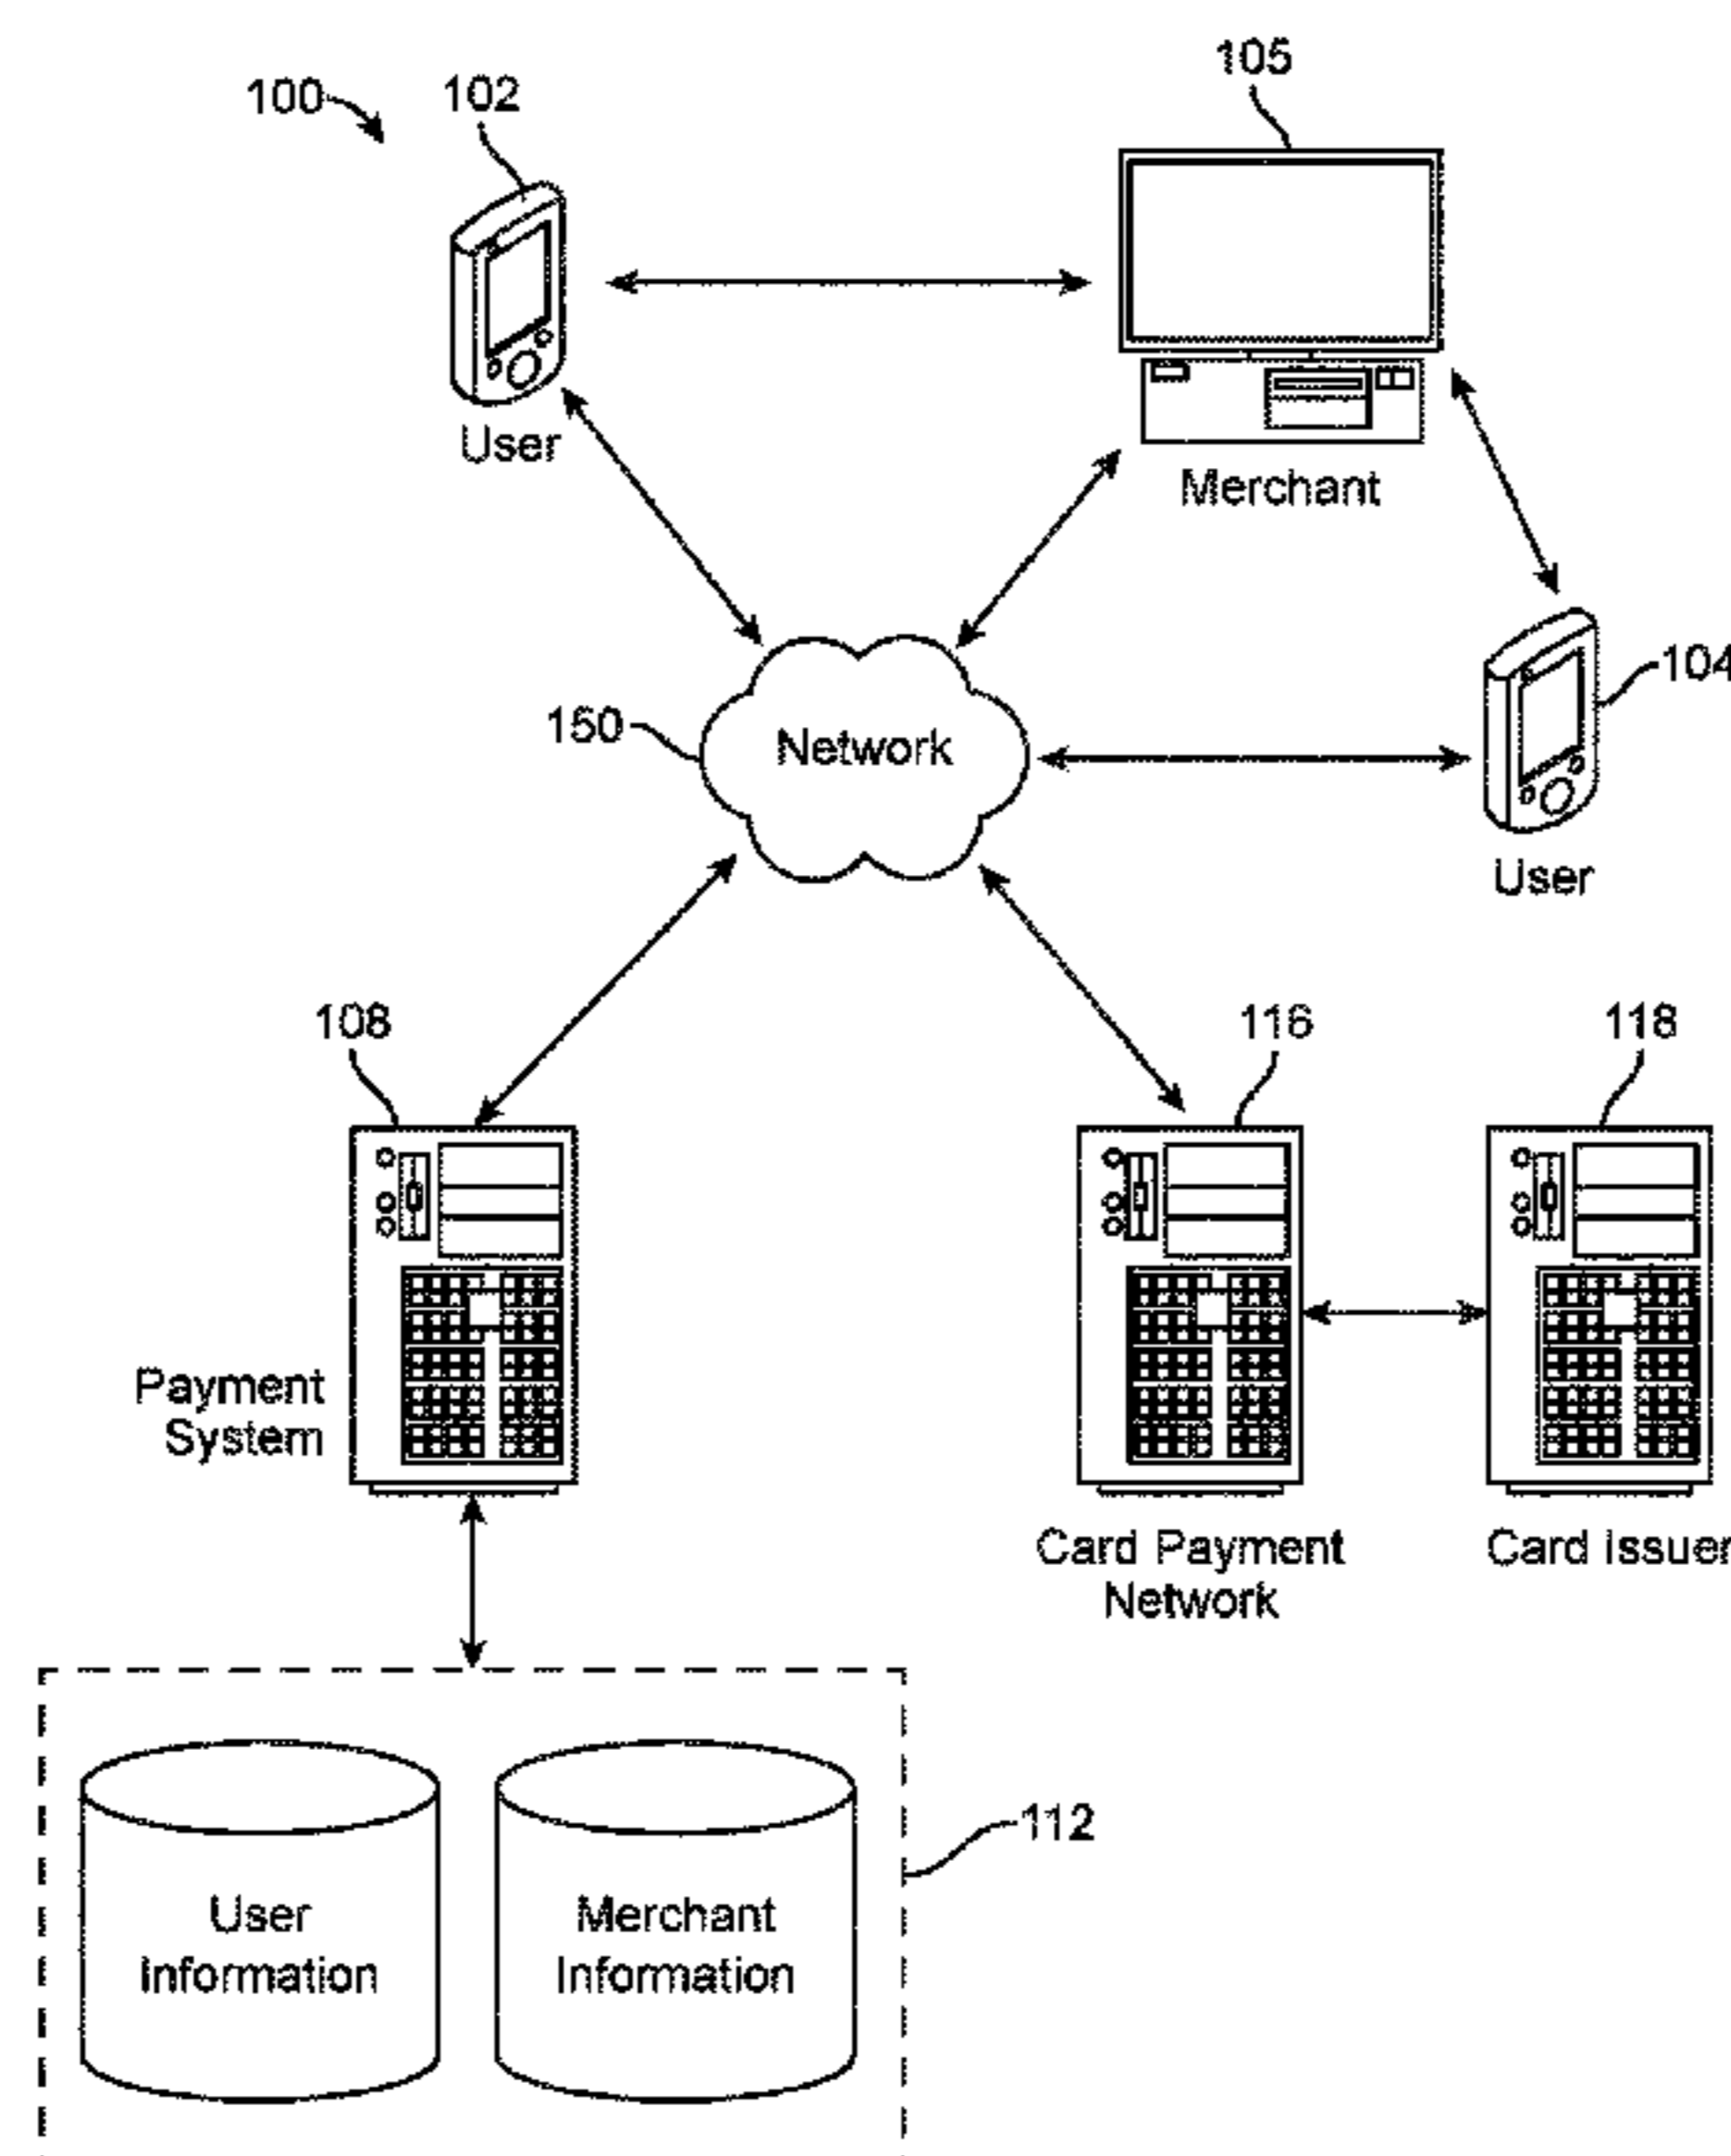 105
100
102
User
Merchant
104
150
Network
User
108
116
118
Payment
System
Card Payment
Network
Card Issuer
112
User
Information
Merchant
Information